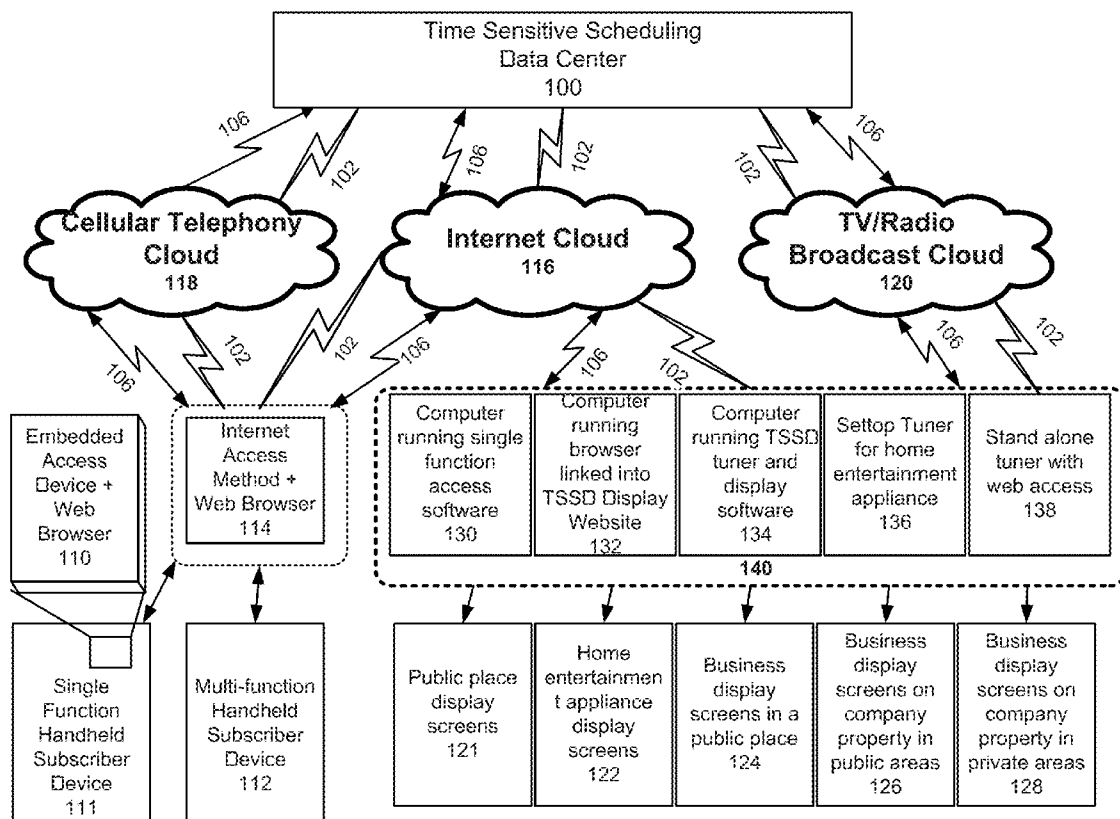 Time Sensitive Scheduling
Data Center
100
106
102
106
102
102
106
Cellular Telephony
Cloud
118
Internet Cloud
116
TV/Radio
Broadcast Cloud
120
106
102
102
106
106
102
106
102
Embedded
Access
Device +
Web
Browser
110
Internet
Access
Method +
Web Browser
114
Computer
running single
function
access
software
130
Computer
running
browser
linked into
TSSD Display
Website
132
Computer
running TSSD
tuner and
display
software
134
Settop Tuner
for home
entertainment
appliance
136
Stand alone
tuner with
web access
138
140
Single
Function
Handheld
Subscriber
Device
111
Multi-function
Handheld
Subscriber
Device
112
Public place
display
screens
121
Home
entertainmen
t appliance
display
screens
122
Business
display
screens in a
public place
124
Business
display
screens on
company
property in
public areas
126
Business
display
screens on
company
property in
private areas
128